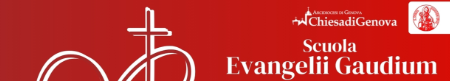 Arcidiocesi di Genova
ChiesadiGenova
Scuola
Evangelii Gaudium